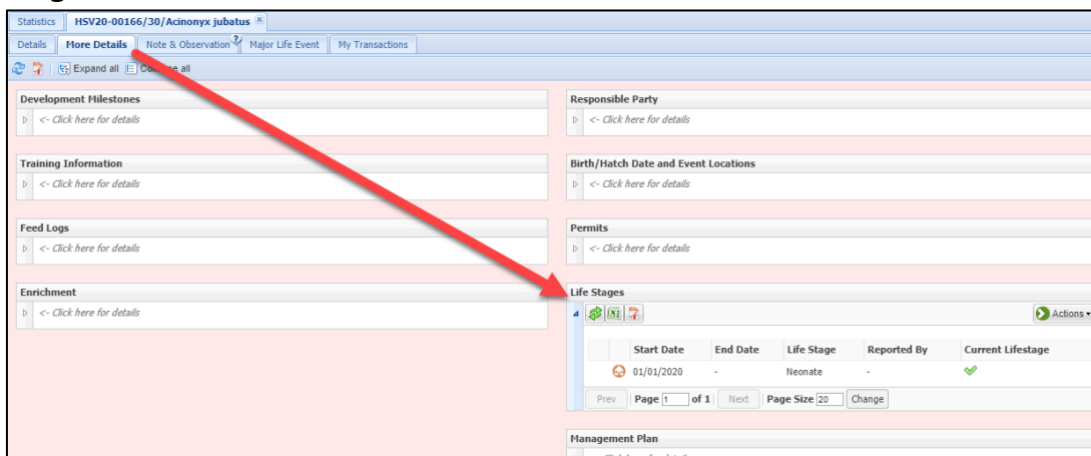 Statistics HSV20-00166/30/Acinonyx jubatus
Details More Details Note & Observation Major Life Event My Transactions
Expand all all
Development Milestones
<- Click here for details
Training Information
<- Click here for details
Feed Logs
<- Click here for details
Enrichment
<- Click here for details
Responsible Party
<- Click here for details
Birth/Hatch Date and Event Locations
<- Click here for details
Permits
<- Click here for details
Life Stages
Actions
Start Date End Date Life Stage Reported By Current Lifestage
01/01/2020 - Neonate -
Prev Page 1 of 1 Next Page Size 20 Change
Management Plan